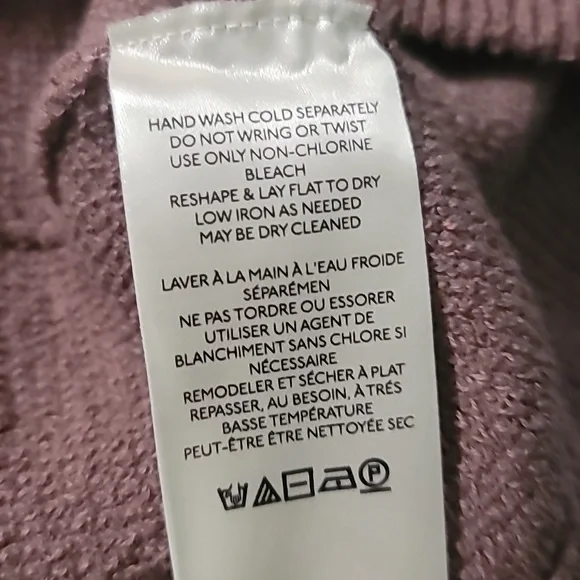 HAND WASH COLD SEPARATELY
DO NOT WRING OR TWIST
USE ONLY NON-CHLORINE
BLEACH
RESHAPE & LAY FLAT TO DRY
LOW IRON AS NEEDED
MAY BE DRY CLEANED
LAVER À LA MAIN À L'EAU FROIDE
SÉPARÉMEN
NE PAS TORDRE OU ESSORER
UTILISER UN AGENT DE
BLANCHIMENT SANS CHLORE SI
NÉCESSAIRE
REMODELER ET SÉCHER À PLAT
REPASSER, AU BESOIN, À TRÉS
BASSE TEMPÉRATURE
PEUT-ÊTRE ÊTRE NETTOYÉE SEC
P